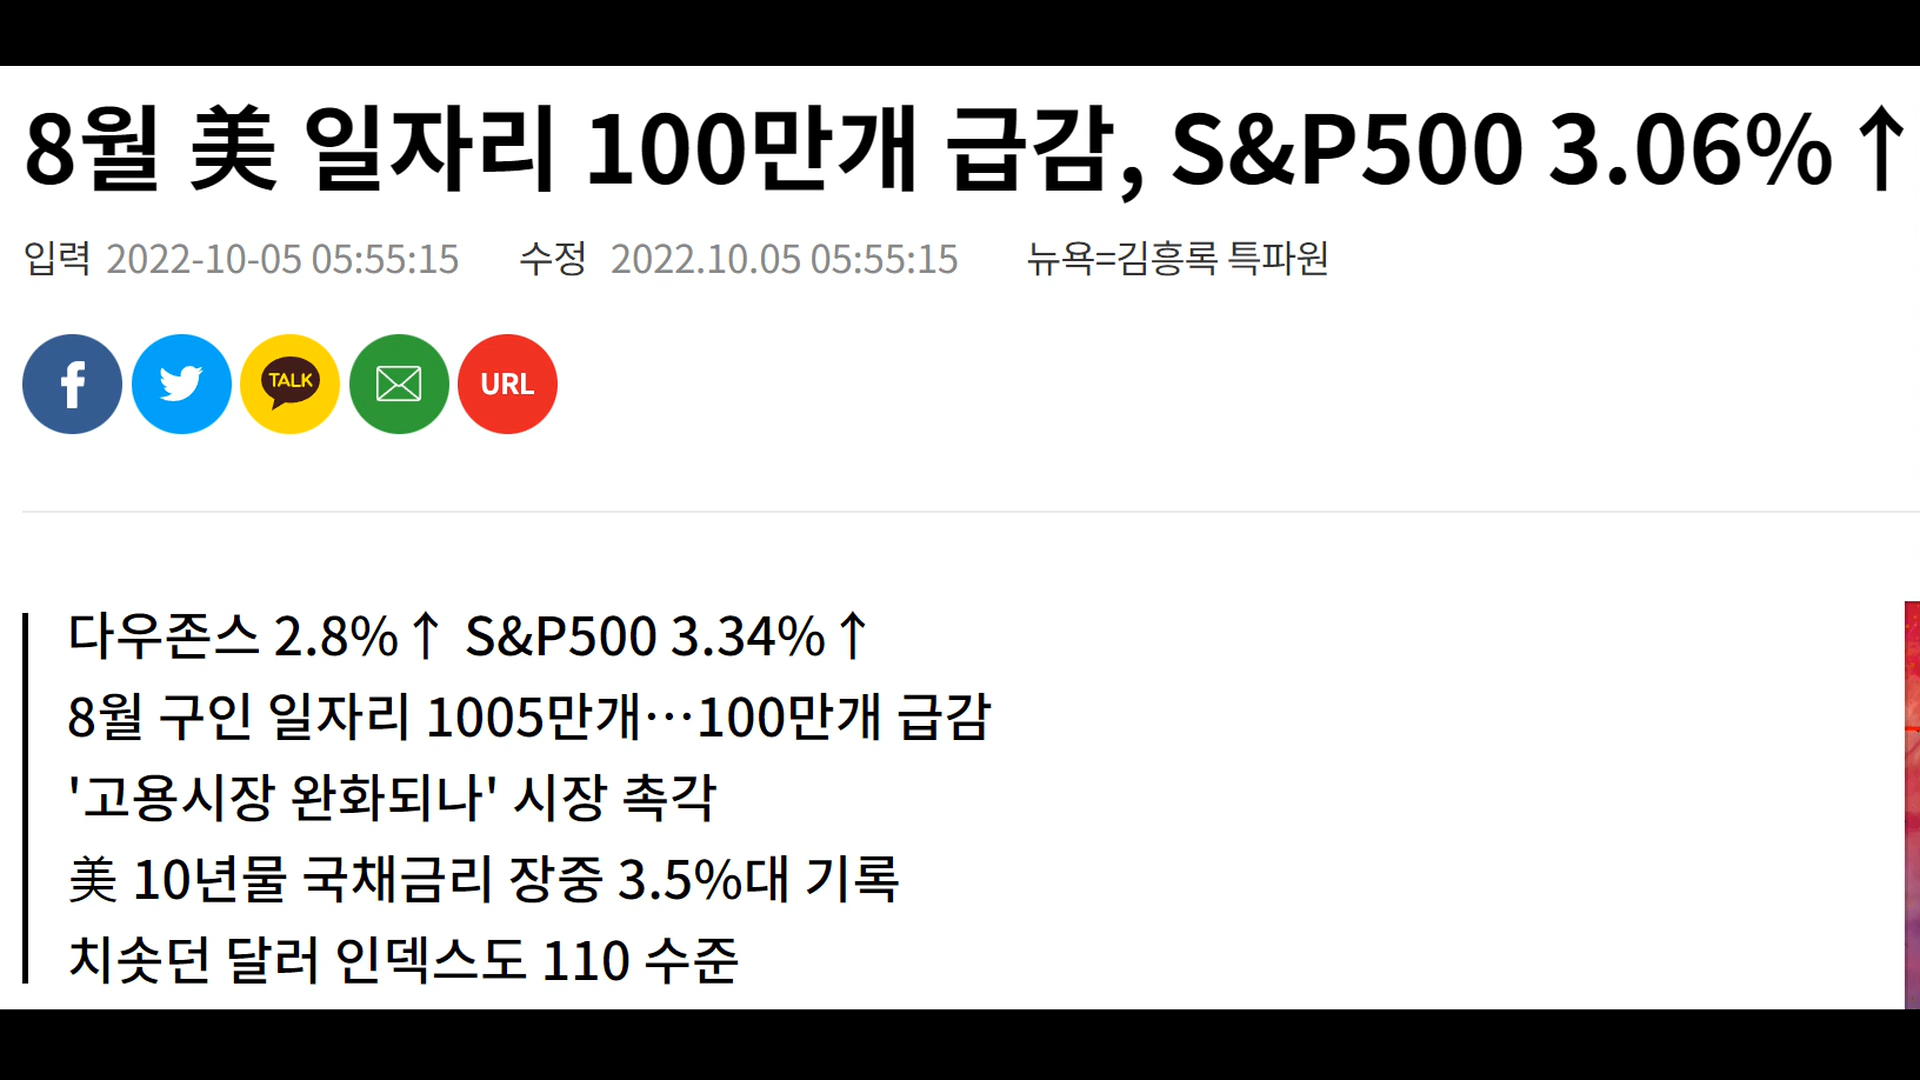 8월 美 일자리 100만개 급감, S&P500 3.06%↑
입력 2022-10-05 05:55:15 수정 2022.10.05 05:55:15 뉴욕=김흥록 특파원
f TALK URL
다우존스 2.8%↑ S&P500 3.34%↑
8월 구인 일자리 1005만개…100만개 급감
'고용시장 완화되나' 시장 촉각
美 10년물 국채금리 장중 3.5%대 기록
치솟던 달러 인덱스도 110 수준